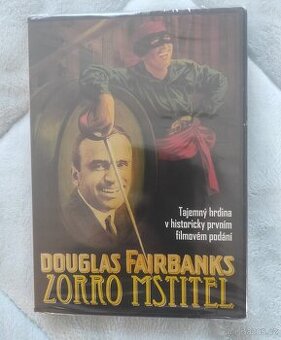 Tajemný hrdina
v historicky prvním
filmovém podání
DOUGLAS FAIRBANKS
ZORRO MSTITEL